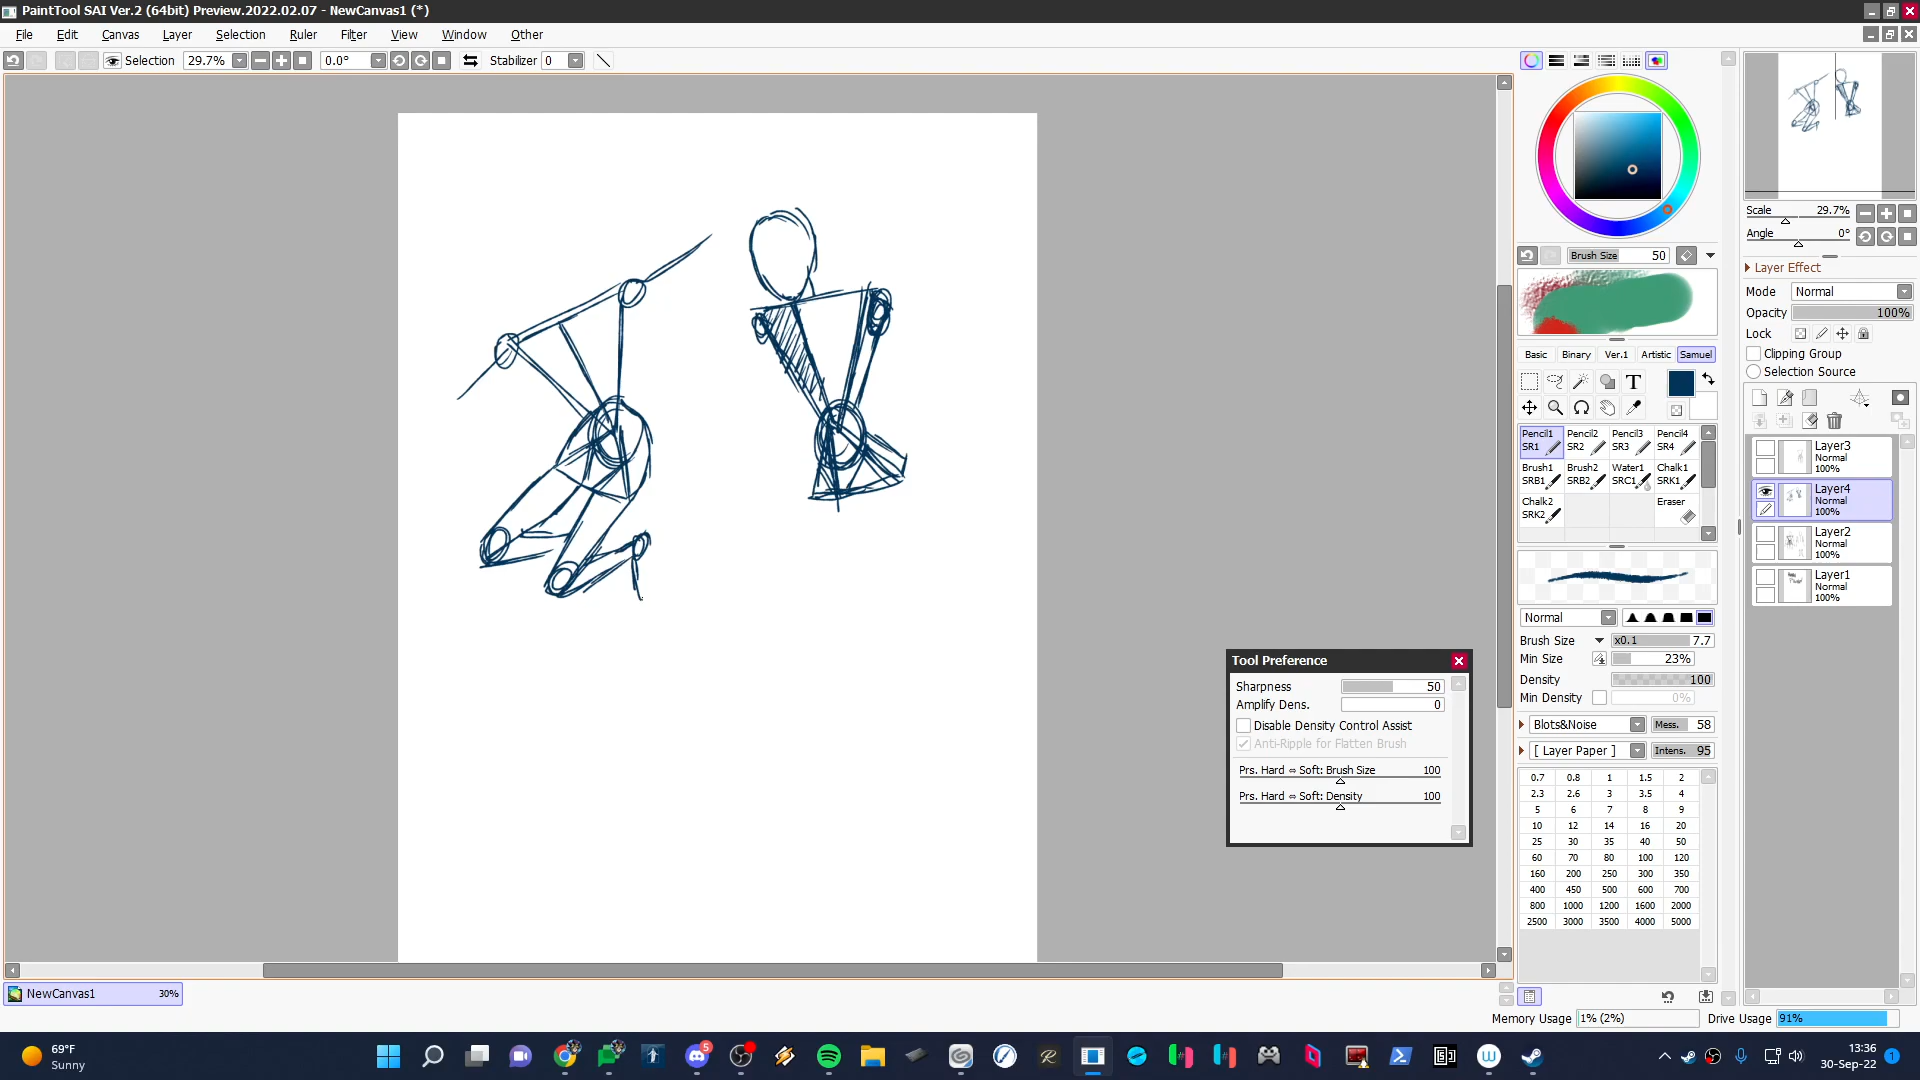 PaintTool SAI Ver.2 (64bit) Preview.2022.02.07 - NewCanvas1 (*)
File Edit Canvas Layer Selection Ruler Filter View Window Other
Selection 29.7% 0.0° Stabilizer 0
Brush Size 50
Basic Binary Ver.1 Artistic Samuel
Pencil1 Pencil2 Pencil3 Pencil4
SR1 SR2 SR3 SR4
Brush1 Brush2 Water1 Chalk1
SRB1 SRB2 SRC1 SRK1
Chalk2 Eraser
SRK2
Normal
Brush Size x0.1 7.7
Min Size 23%
Density 100
Min Density 0%
Blots&Noise Mess. 58
[ Layer Paper ] Intens. 95
0.7 0.8 1 1.5 2
2.3 2.6 3 3.5 4
5 6 7 8 9
10 12 14 16 20
25 30 35 40 50
60 70 80 100 120
160 200 250 300 350
400 450 500 600 700
800 1000 1200 1600 2000
2500 3000 3500 4000 5000
Scale 29.7%
Angle 0°
Layer Effect
Mode Normal
Opacity 100%
Lock
Clipping Group
Selection Source
Layer3
Normal
100%
Layer4
Normal
100%
Layer2
Normal
100%
Layer1
Normal
100%
Tool Preference
Sharpness 50
Amplify Dens. 0
Disable Density Control Assist
Anti-Ripple for Flatten Brush
Prs. Hard ⇔ Soft: Brush Size 100
Prs. Hard ⇔ Soft: Density 100
NewCanvas1 30%
Memory Usage 1% (2%) Drive Usage 91%
69°F
Sunny
5
13:36
30-Sep-22
1